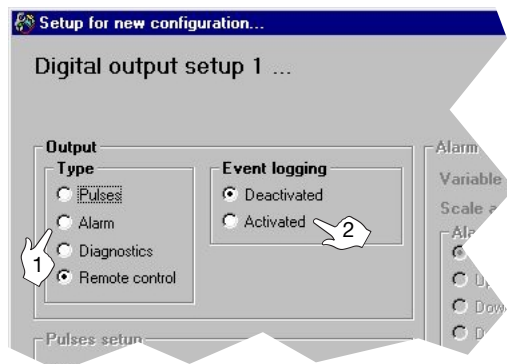 Setup for new configuration...
Digital output setup 1 ...
Output
Type
Pulses
Alarm
Diagnostics
Remote control
1
Event logging
Deactivated
Activated
2
Alarm
Variable
Scale
Pulses setup